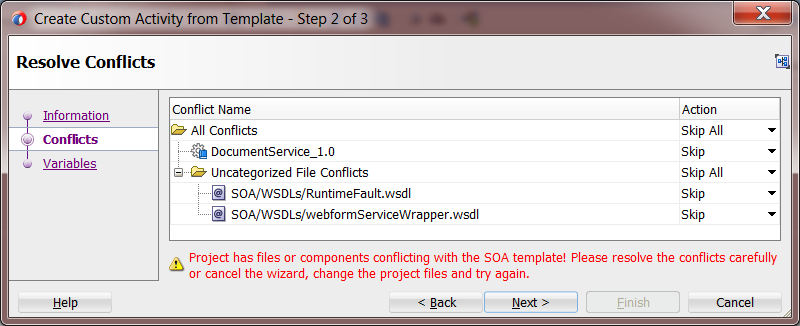 Create Custom Activity from Template - Step 2 of 3
Resolve Conflicts
Information
Conflicts
Variables
Conflict Name Action
All Conflicts Skip All
DocumentService_1.0 Skip
Uncategorized File Conflicts Skip All
SOA/WSDLs/RuntimeFault.wsdl Skip
SOA/WSDLs/webformServiceWrapper.wsdl Skip
Project has files or components conflicting with the SOA template! Please resolve the conflicts carefully
or cancel the wizard, change the project files and try again.
Help < Back Next > Finish Cancel